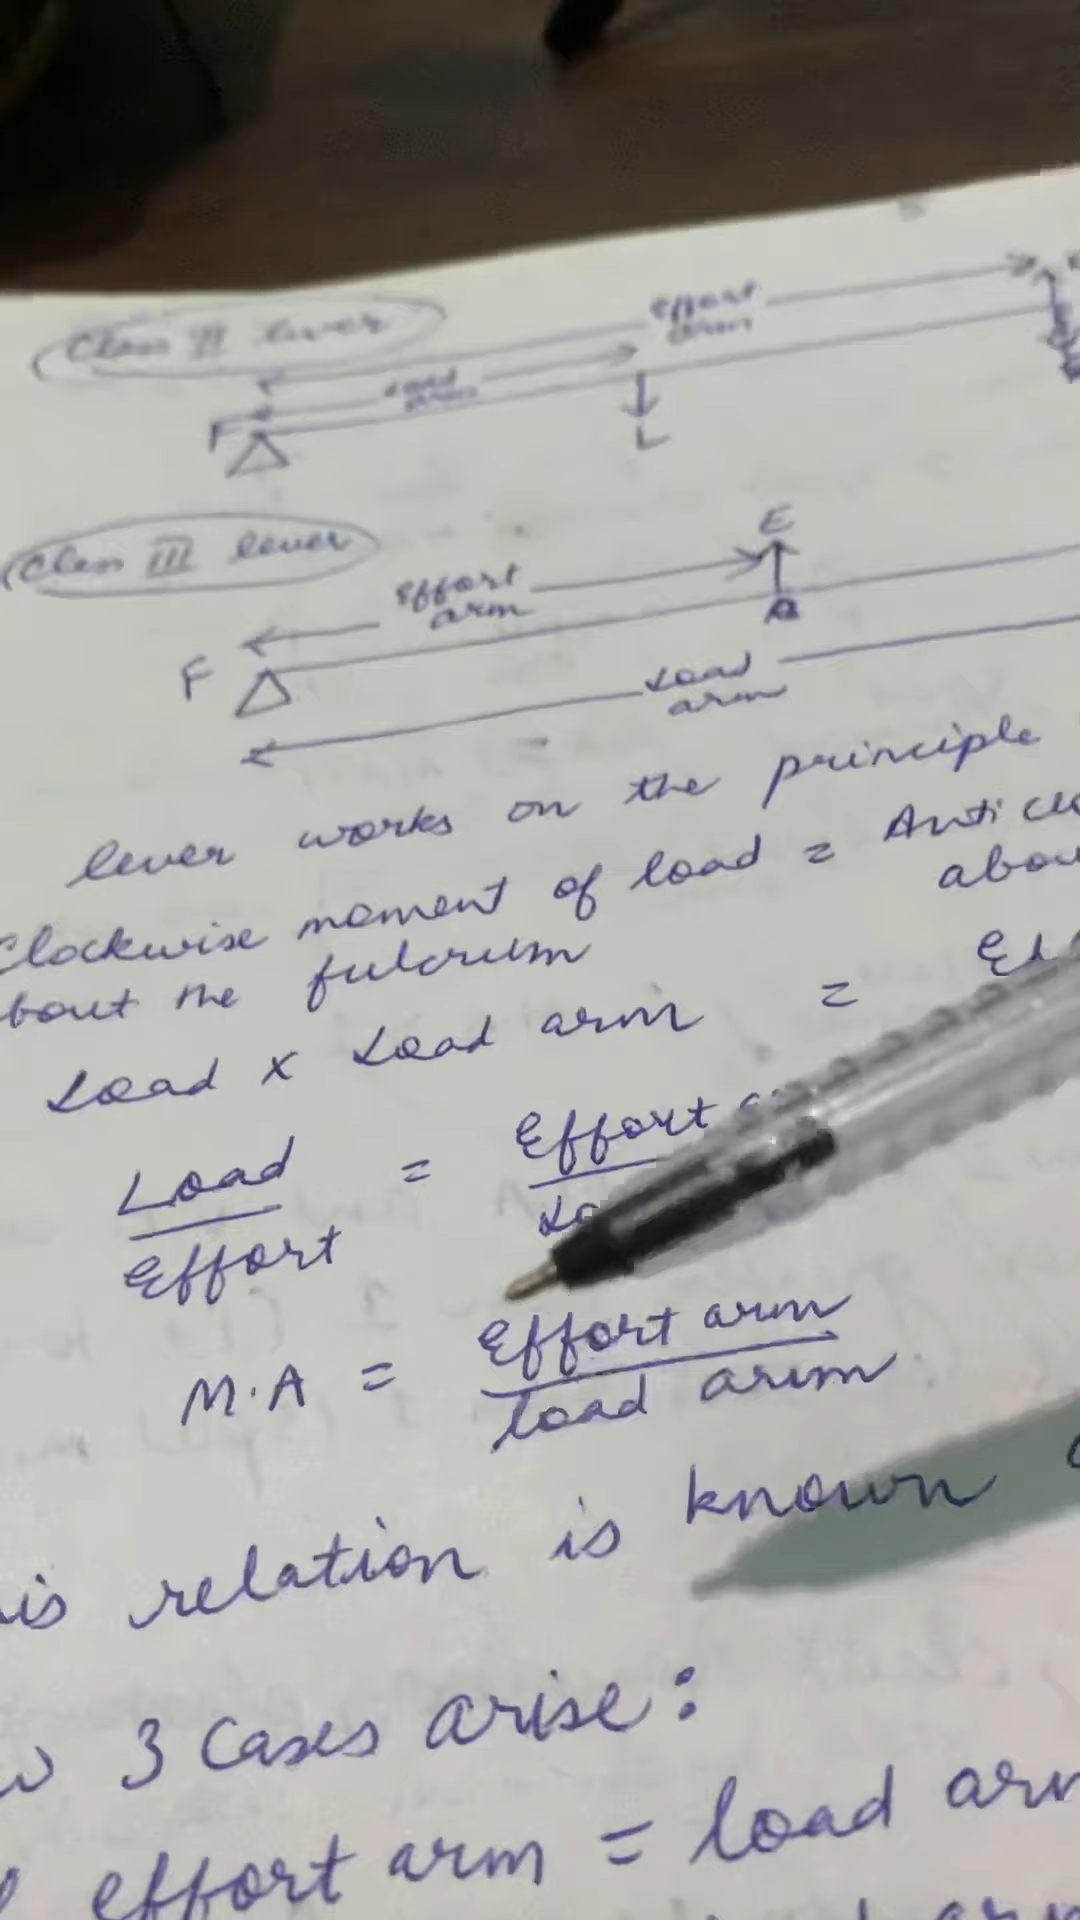 Class II lever
effort arm
load arm
F
L
Class III lever
E
effort arm
F
A
Load arm
lever works on the principle
Clockwise moment of load = Anti
about the fulcrum
Load x Load arm =
Load = Effort
Effort
M.A = Effort arm
load arm
relation is known
3 Cases arise:
effort arm = load